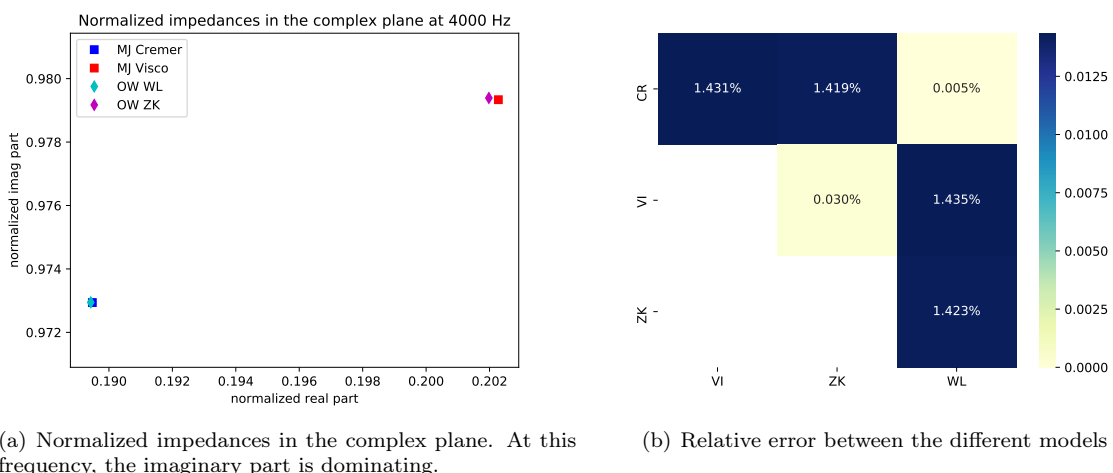 Normalized impedances in the complex plane at 4000 Hz
MJ Cremer
MJ Visco
OW WL
OW ZK
0.980
0.978
0.976
0.974
0.972
normalized imag part
0.190 0.192 0.194 0.196 0.198 0.200 0.202
normalized real part
CR
VI
ZK
1.431% 1.419% 0.005%
0.030% 1.435%
1.423%
VI ZK WL
0.0125
0.0100
0.0075
0.0050
0.0025
0.0000
(a) Normalized impedances in the complex plane. At this
frequency, the imaginary part is dominating.
(b) Relative error between the different models